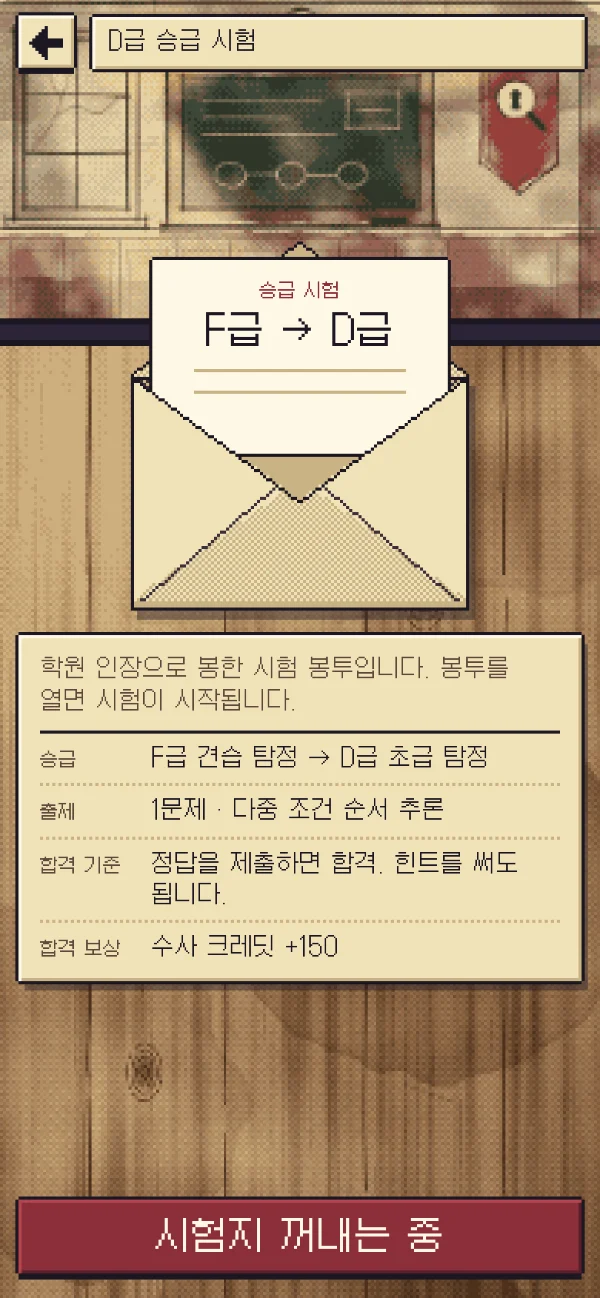 D급 승급 시험
승급 시험
F급 → D급
학원 인장으로 봉한 시험 봉투입니다. 봉투를
열면 시험이 시작됩니다.
승급 F급 견습 탐정 → D급 초급 탐정
출제 1문제 · 다중 조건 순서 추론
합격 기준 정답을 제출하면 합격. 힌트를 써도
됩니다.
합격 보상 수사 크레딧 +150
시험지 꺼내는 중